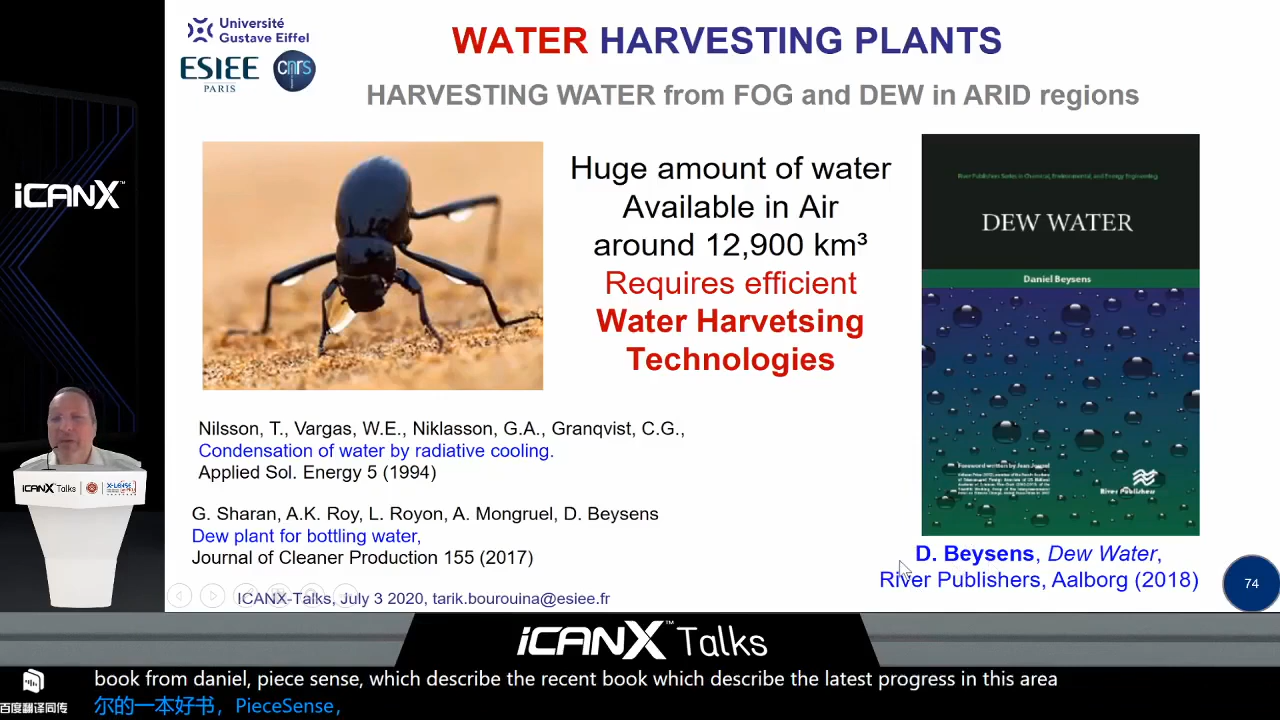 Université
Gustave Eiffel
ESIEE
PARIS
cnrs
WATER HARVESTING PLANTS
HARVESTING WATER from FOG and DEW in ARID regions
iCANX™
Huge amount of water
Available in Air
around 12,900 km³
Requires efficient
Water Harvetsing
Technologies
River Publishers Series in Chemical, Environmental, and Energy Engineering
DEW WATER
Daniel Beysens
River Publishers
Nilsson, T., Vargas, W.E., Niklasson, G.A., Granqvist, C.G.,
Condensation of water by radiative cooling.
Applied Sol. Energy 5 (1994)
G. Sharan, A.K. Roy, L. Royon, A. Mongruel, D. Beysens
Dew plant for bottling water,
Journal of Cleaner Production 155 (2017)
D. Beysens, Dew Water,
River Publishers, Aalborg (2018)
74
ICANX-Talks, July 3 2020, tarik.bourouina@esiee.fr
iCANX Talks
X-LENSE
iCANX™ Talks
book from daniel, piece sense, which describe the recent book which describe the latest progress in this area
尔的一本好书，PieceSense，
百度翻译同传